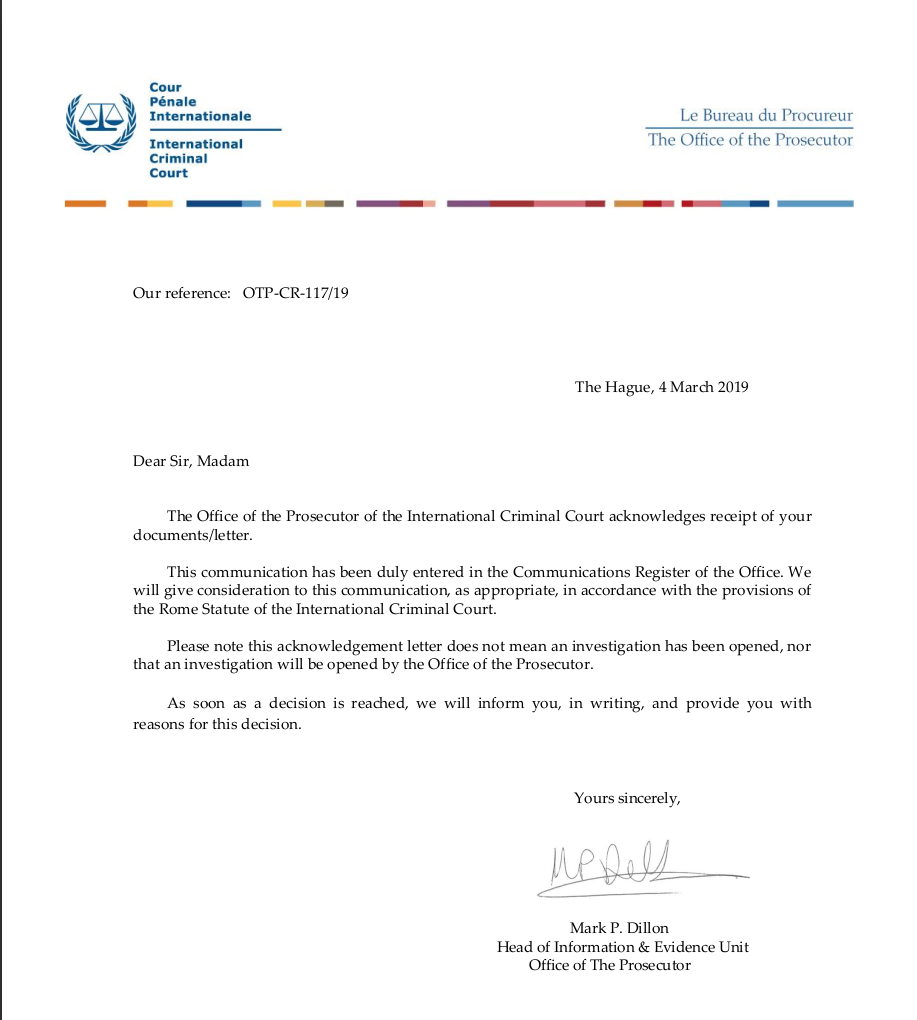 Cour
Pénale
Internationale
International
Criminal
Court
Le Bureau du Procureur
The Office of the Prosecutor
Our reference: OTP-CR-117/19
The Hague, 4 March 2019
Dear Sir, Madam
The Office of the Prosecutor of the International Criminal Court acknowledges receipt of your
documents/letter.
This communication has been duly entered in the Communications Register of the Office. We
will give consideration to this communication, as appropriate, in accordance with the provisions of
the Rome Statute of the International Criminal Court.
Please note this acknowledgement letter does not mean an investigation has been opened, nor
that an investigation will be opened by the Office of the Prosecutor.
As soon as a decision is reached, we will inform you, in writing, and provide you with
reasons for this decision.
Yours sincerely,
Mark P. Dillon
Head of Information & Evidence Unit
Office of The Prosecutor